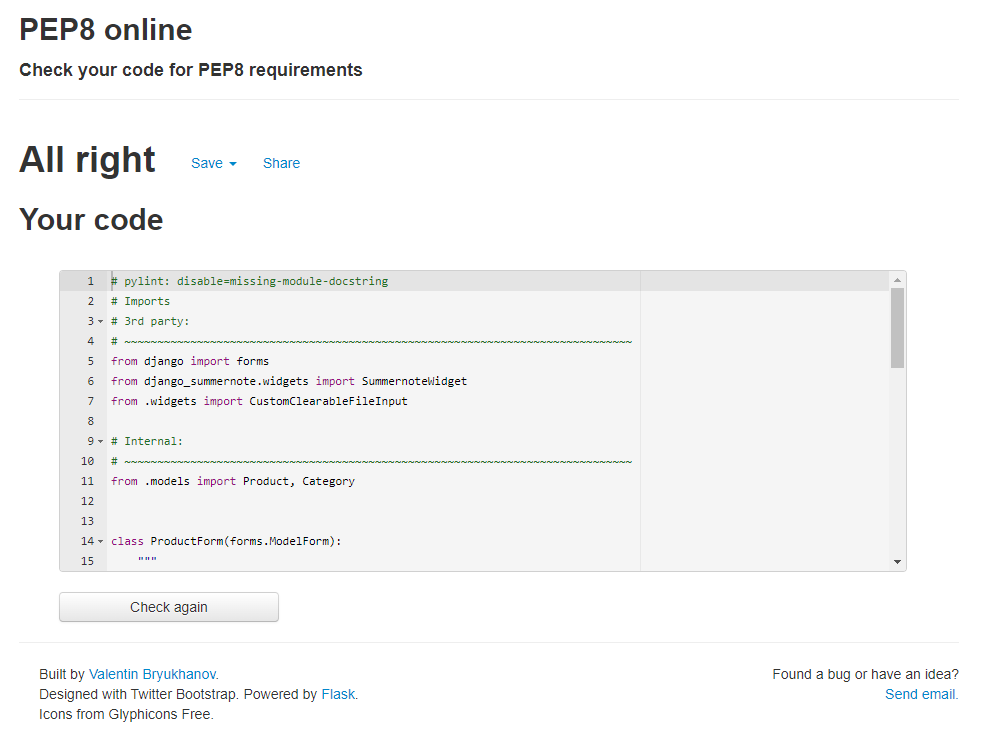 PEP8 online
Check your code for PEP8 requirements
All right Save Share
Your code
1 # pylint: disable=missing-module-docstring
2 # Imports
3 # 3rd party:
4 # ~~~~~~~~~~~~~~~~~~~~~~~~~~~~~~~~~~~~~~~~~~~~~~~~~~~~~~~~~~~~~~~~~~~~~~~~~~~~~
5 from django import forms
6 from django_summernote.widgets import SummernoteWidget
7 from .widgets import CustomClearableFileInput
8
9 # Internal:
10 # ~~~~~~~~~~~~~~~~~~~~~~~~~~~~~~~~~~~~~~~~~~~~~~~~~~~~~~~~~~~~~~~~~~~~~~~~~~~~~
11 from .models import Product, Category
12
13
14 class ProductForm(forms.ModelForm):
15 """
Check again
Built by Valentin Bryukhanov.
Designed with Twitter Bootstrap. Powered by Flask.
Icons from Glyphicons Free.
Found a bug or have an idea?
Send email.